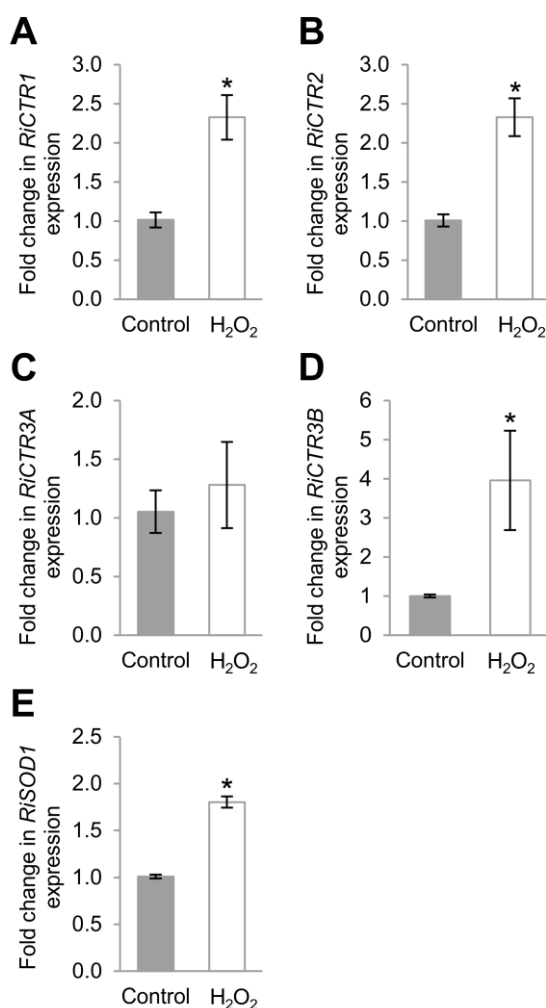 A
Fold change in RiCTR1
expression
3.0
2.5
2.0
1.5
1.0
0.5
0.0
*
Control
H₂O₂
B
Fold change in RiCTR2
expression
3.0
2.5
2.0
1.5
1.0
0.5
0.0
*
Control
H₂O₂
C
Fold change in RiCTR3A
expression
2.0
1.5
1.0
0.5
0.0
Control
H₂O₂
D
Fold change in RiCTR3B
expression
6
5
4
3
2
1
0
*
Control
H₂O₂
E
Fold change in RiSOD1
expression
2.5
2.0
1.5
1.0
0.5
0.0
*
Control
H₂O₂